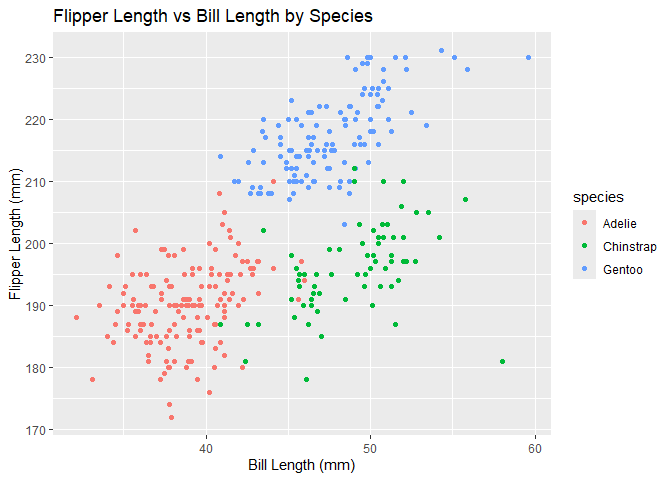 Flipper Length vs Bill Length by Species
Flipper Length (mm)
230
220
210
200
190
180
170
40
50
60
Bill Length (mm)
species
Adelie
Chinstrap
Gentoo